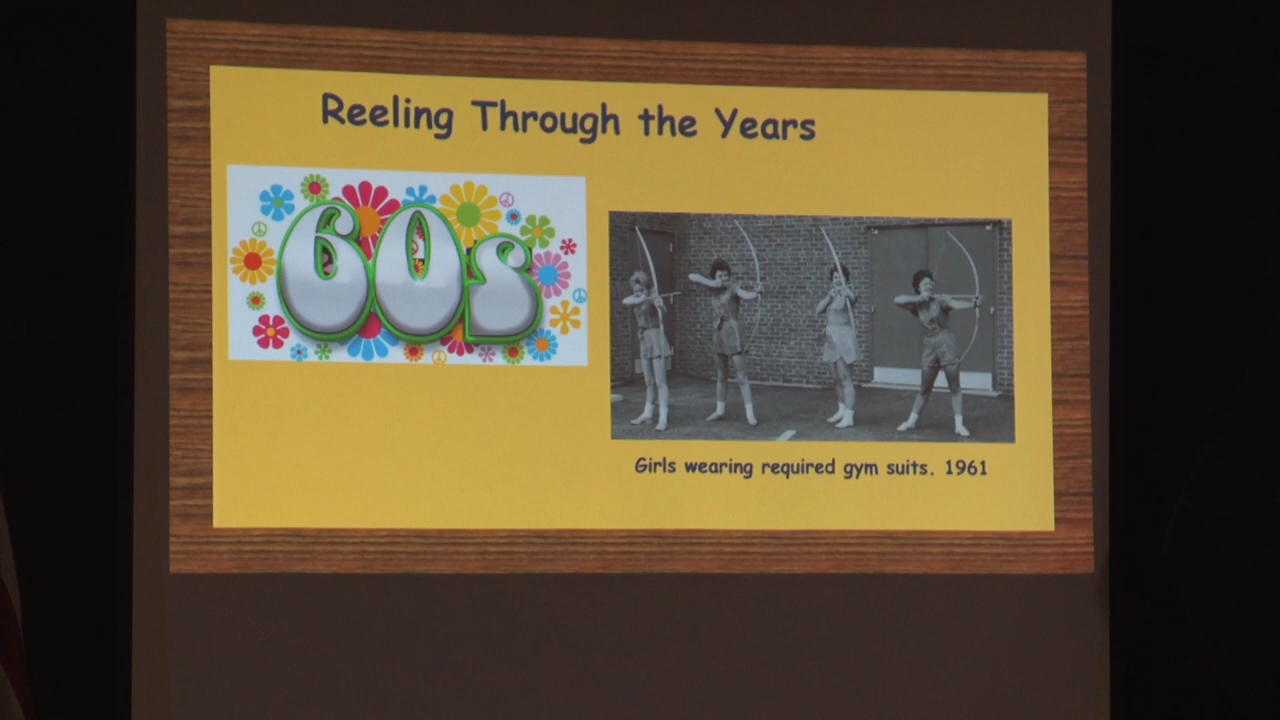 Reeling Through the Years
60s
Girls wearing required gym suits. 1961